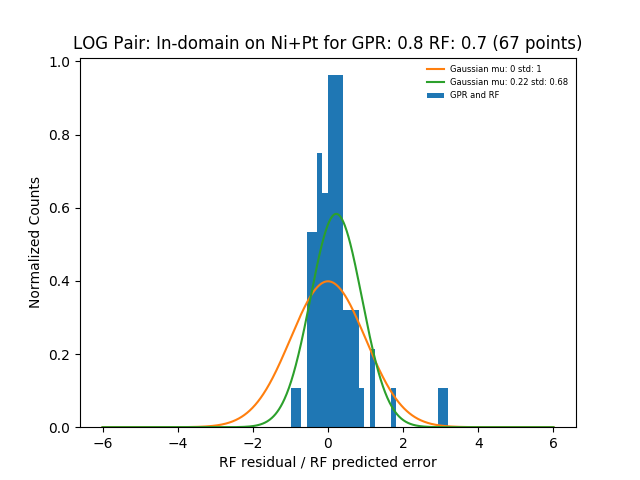 LOG Pair: In-domain on Ni+Pt for GPR: 0.8 RF: 0.7 (67 points)
Gaussian mu: 0 std: 1
Gaussian mu: 0.22 std: 0.68
GPR and RF
Normalized Counts
1.0
0.8
0.6
0.4
0.2
0.0
−6 −4 −2 0 2 4 6
RF residual / RF predicted error